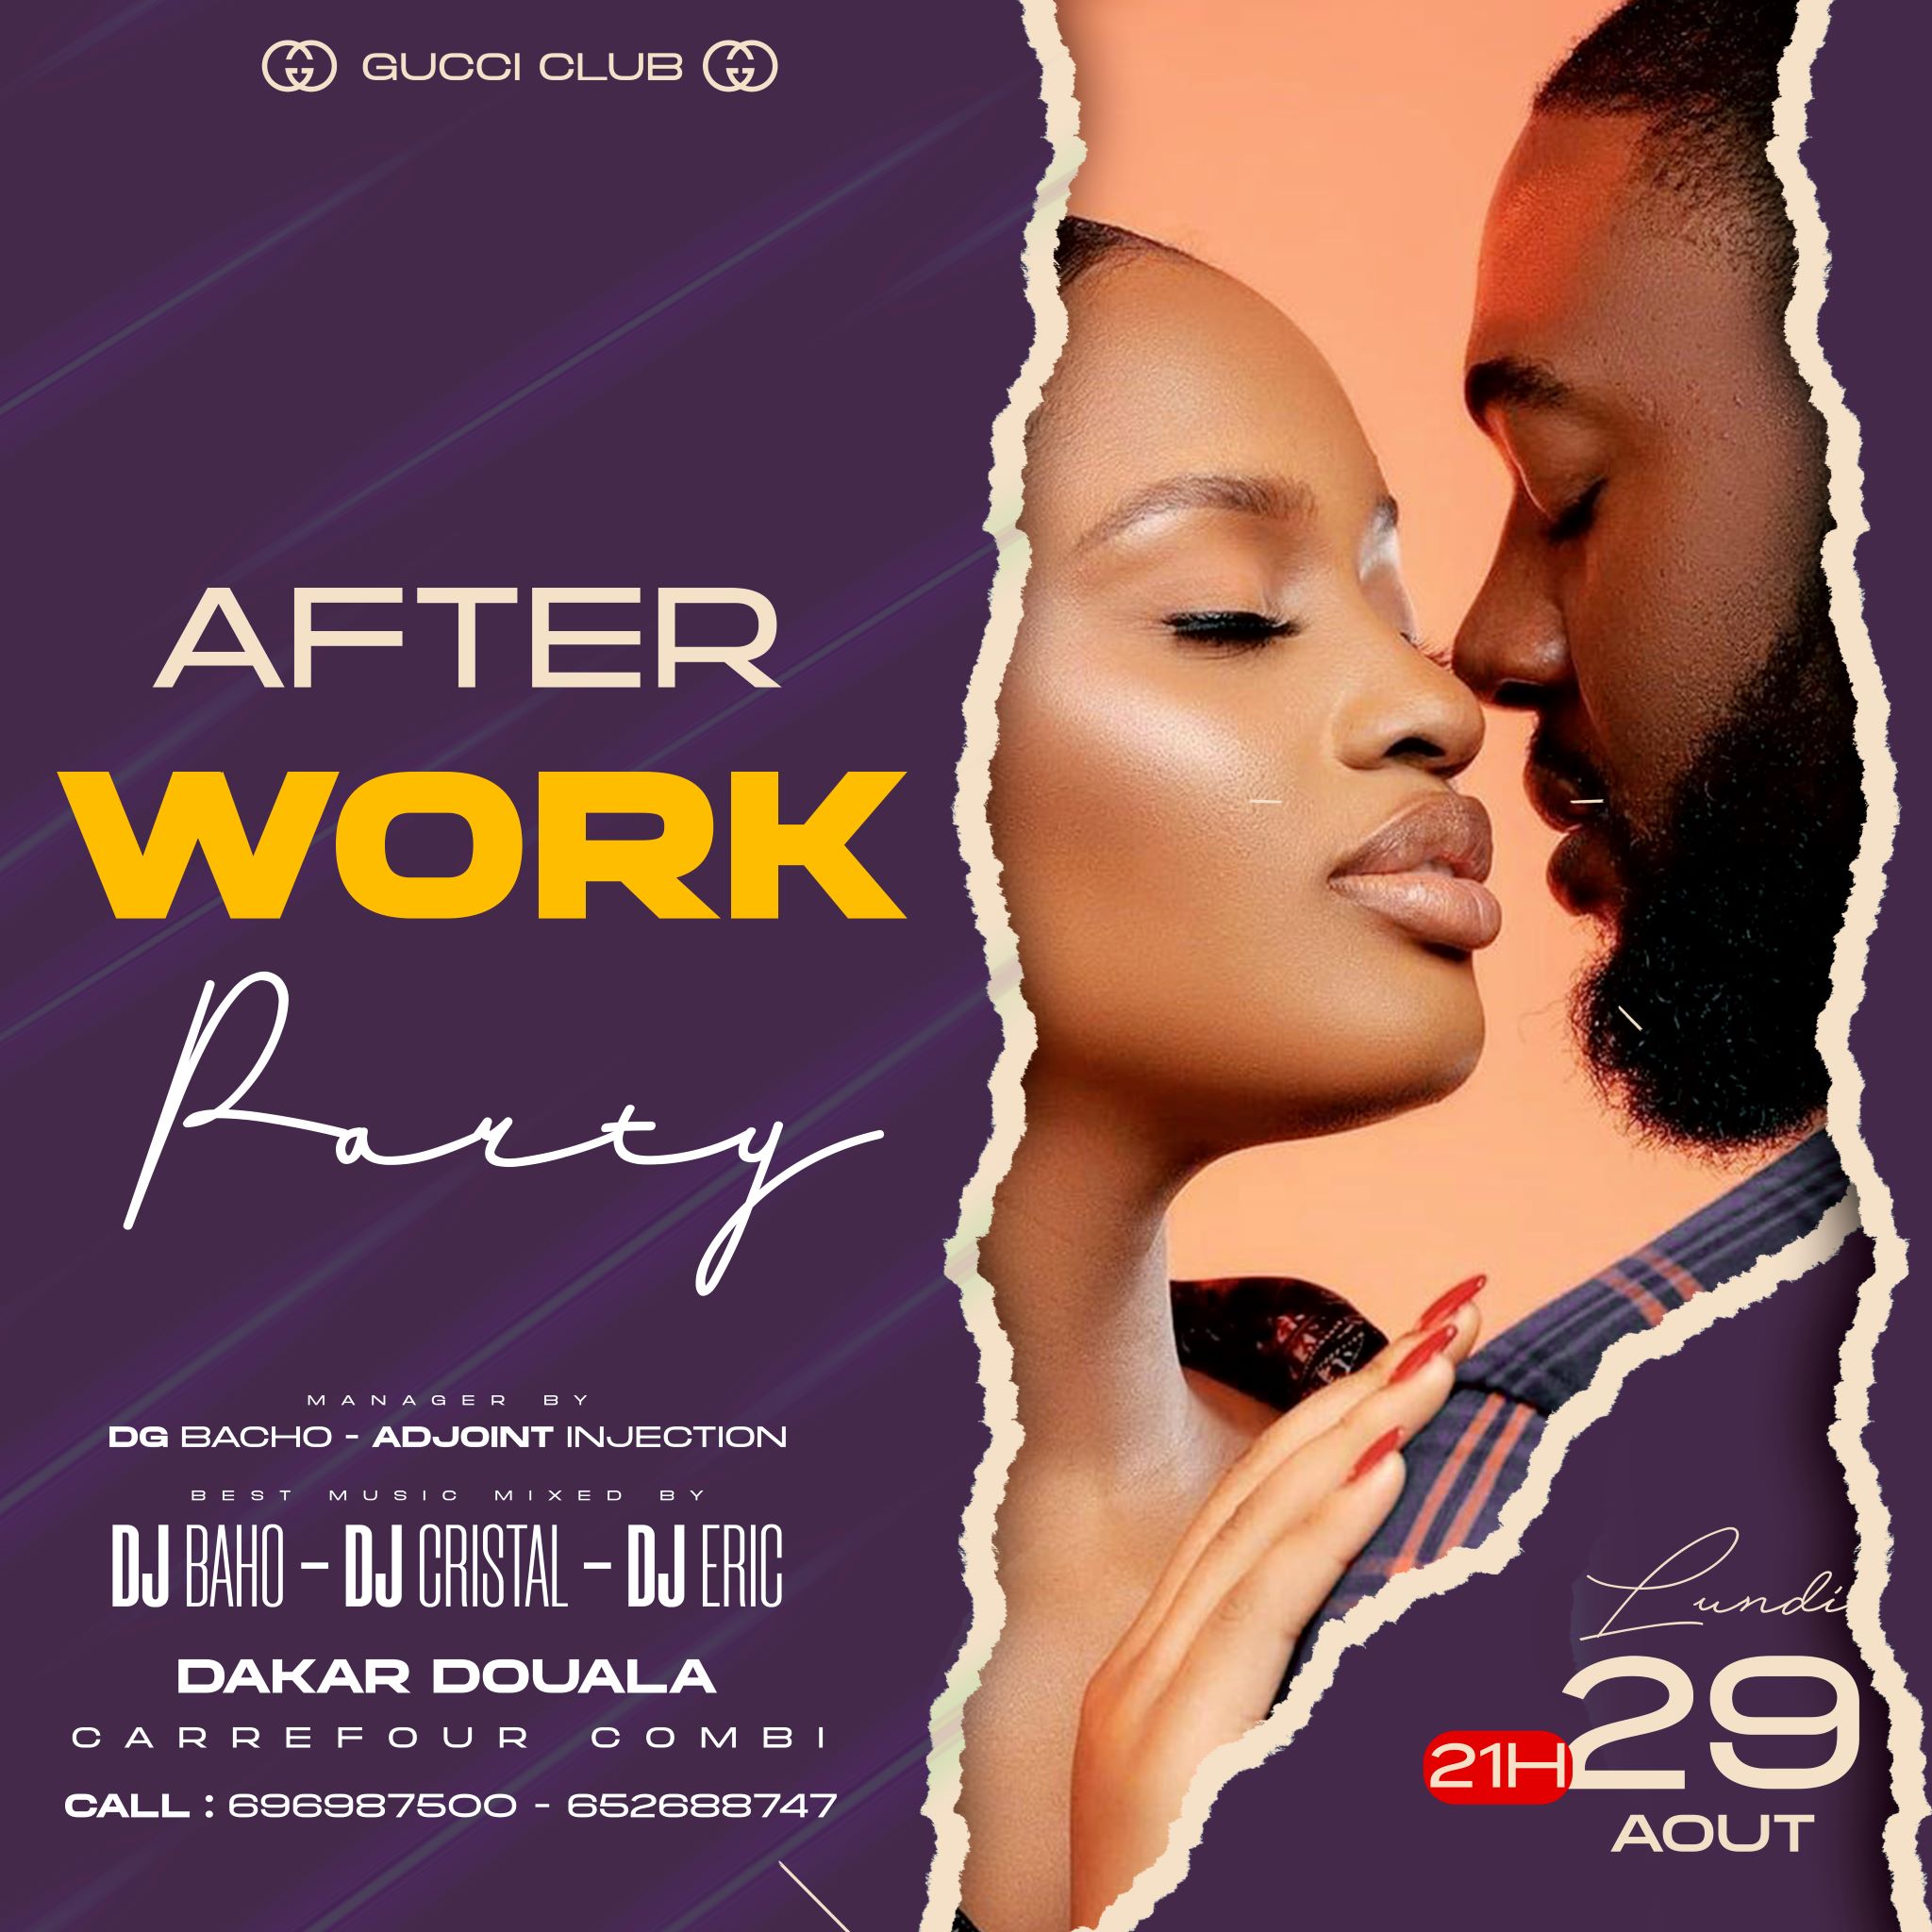 GUCCI CLUB
AFTER
WORK
Party
MANAGER BY
DG BACHO - ADJOINT INJECTION
BEST MUSIC MIXED BY
DJ BAHO - DJ CRISTAL - DJ ERIC
DAKAR DOUALA
CARREFOUR COMBI
CALL : 696987500 - 652688747
Lundi
29
21H
AOUT